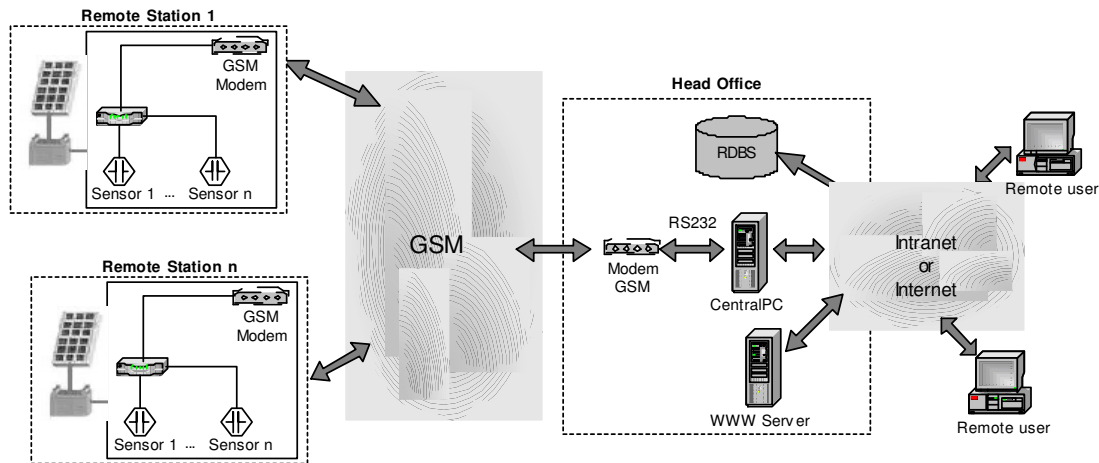 Remote Station 1
GSM
Modem
Sensor 1 ... Sensor n
Remote Station n
GSM
Modem
Sensor 1 ... Sensor n
GSM
Head Office
RDBS
RS232
Modem
GSM
CentralPC
WWW Server
Intranet
or
Internet
Remote user
Remote user